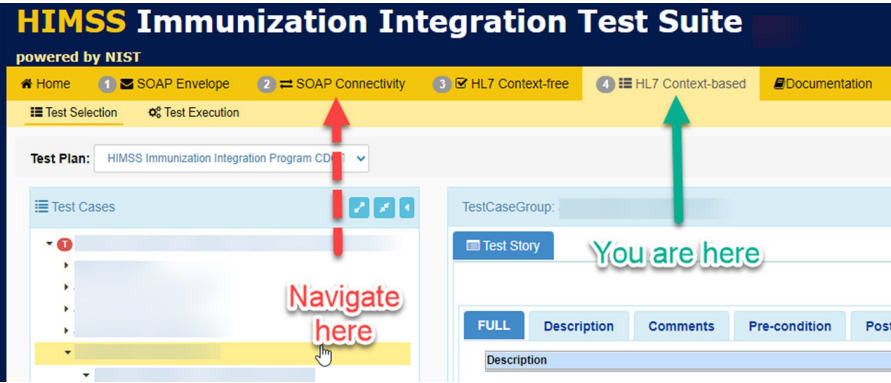 HIMSS Immunization Integration Test Suite
powered by NIST
Home 1 SOAP Envelope 2 SOAP Connectivity 3 HL7 Context-free 4 HL7 Context-based Documentation
Test Selection Test Execution
Test Plan: HIMSS Immunization Integration Program
Test Cases TestCaseGroup:
T Test Story
You are here
Navigate
here
FULL Description Comments Pre-condition Post
Description